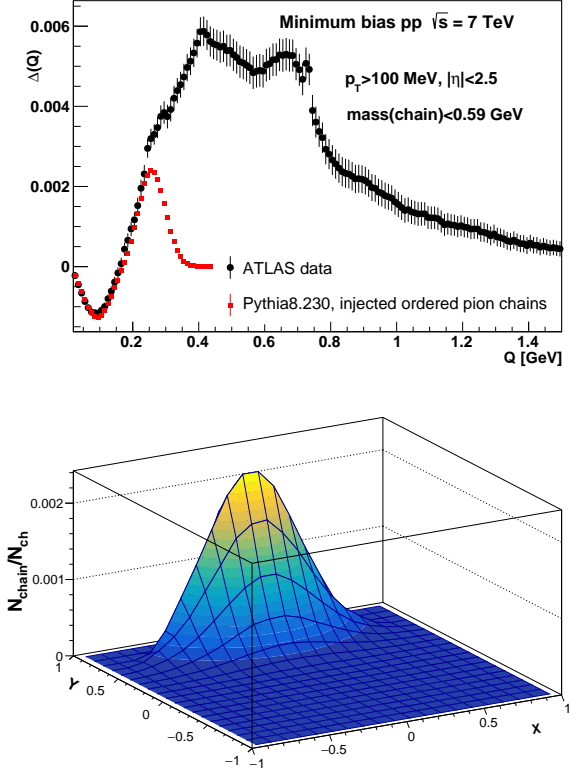 Minimum bias pp √s = 7 TeV
p_T>100 MeV, |η|<2.5
mass(chain)<0.59 GeV
Δ(Q)
0.006
0.004
0.002
0
ATLAS data
Pythia8.230, injected ordered pion chains
0.2 0.4 0.6 0.8 1 1.2 1.4
Q [GeV]
N_chain/N_ch
0.002
0.001
0
1
0.5
0
−0.5
−1
Y
−1
−0.5
0
0.5
1
X